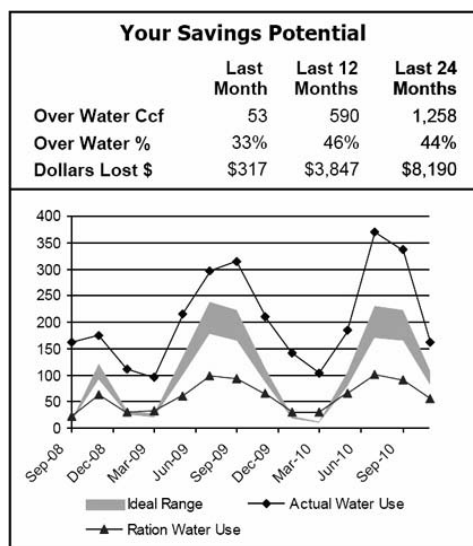 Your Savings Potential
Last Month Last 12 Months Last 24 Months
Over Water Ccf 53 590 1,258
Over Water % 33% 46% 44%
Dollars Lost $ $317 $3,847 $8,190
400
350
300
250
200
150
100
50
0
Sep-08 Dec-08 Mar-09 Jun-09 Sep-09 Dec-09 Mar-10 Jun-10 Sep-10
Ideal Range Actual Water Use
Ration Water Use